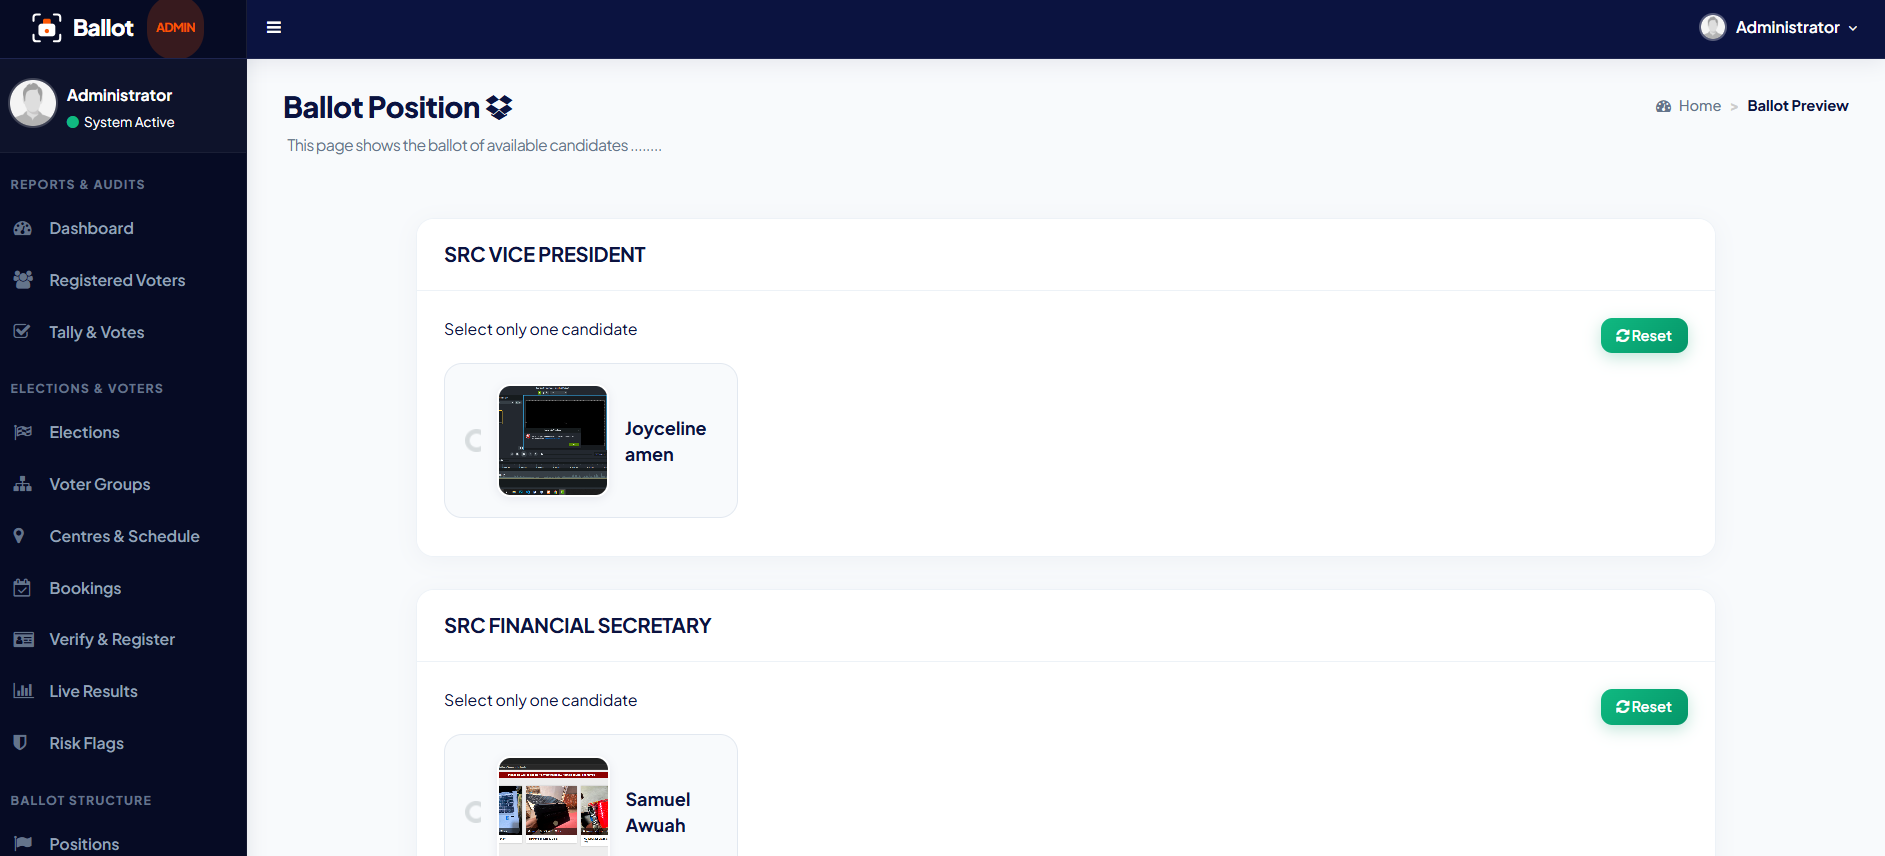 Ballot ADMIN
Administrator
Administrator
System Active
Ballot Position
Home > Ballot Preview
This page shows the ballot of available candidates ........
REPORTS & AUDITS
Dashboard
Registered Voters
Tally & Votes
ELECTIONS & VOTERS
Elections
Voter Groups
Centres & Schedule
Bookings
Verify & Register
Live Results
Risk Flags
BALLOT STRUCTURE
Positions
SRC VICE PRESIDENT
Select only one candidate
Reset
Joyceline
amen
SRC FINANCIAL SECRETARY
Select only one candidate
Reset
Samuel
Awuah